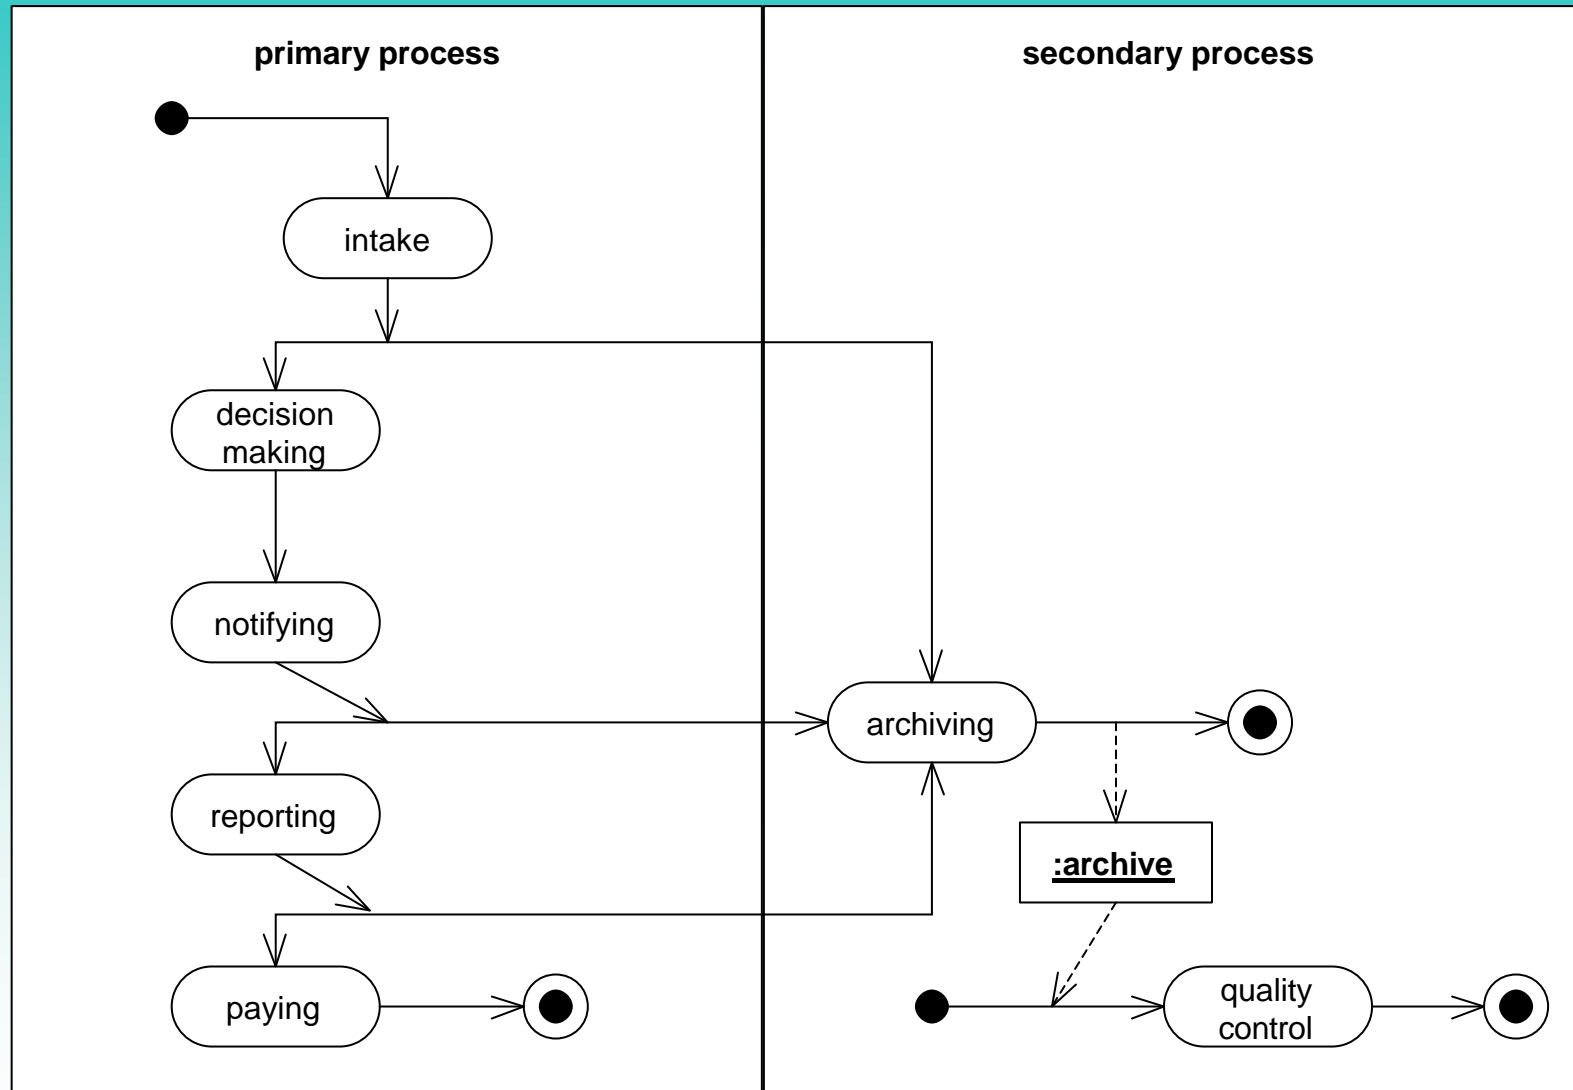 primary process
secondary process
intake
decision
making
notifying
archiving
reporting
:archive
paying
quality
control